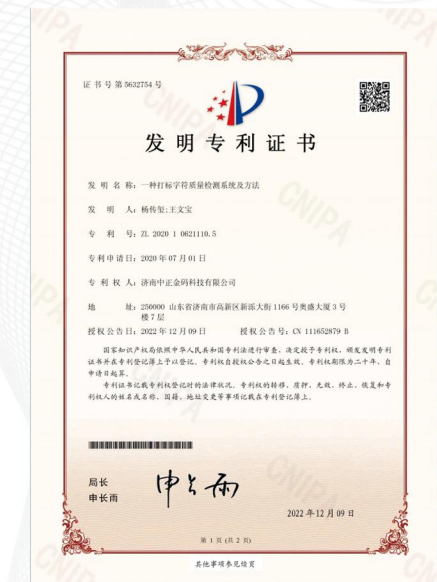 证书号第5632754号
发明专利证书
发明名称：一种打标字符质量检测系统及方法
发明人：杨传玺;王文宝
专利号：ZL 2020 1 0621110.5
专利申请日：2020年07月01日
专利权人：济南中正金码科技有限公司
地址：250000 山东省济南市高新区新泺大街1166号奥盛大厦3号
楼7层
授权公告日：2022年12月09日 授权公告号：CN 111652879 B
国家知识产权局依照中华人民共和国专利法进行审查，决定授予专利权，颁发发明专利
证书并在专利登记簿上予以登记。专利权自授权公告之日起生效。专利权期限为二十年，自
申请日起算。
专利证书记载专利权登记时的法律状况。专利权的转移、质押、无效、终止、恢复和专
利权人的姓名或名称、国籍、地址变更等事项记载在专利登记簿上。
局长
申长雨
申长雨
2022年12月09日
第 1 页 (共 2 页)
其他事项参见续页
CNIPA
CNIPA
CNIPA